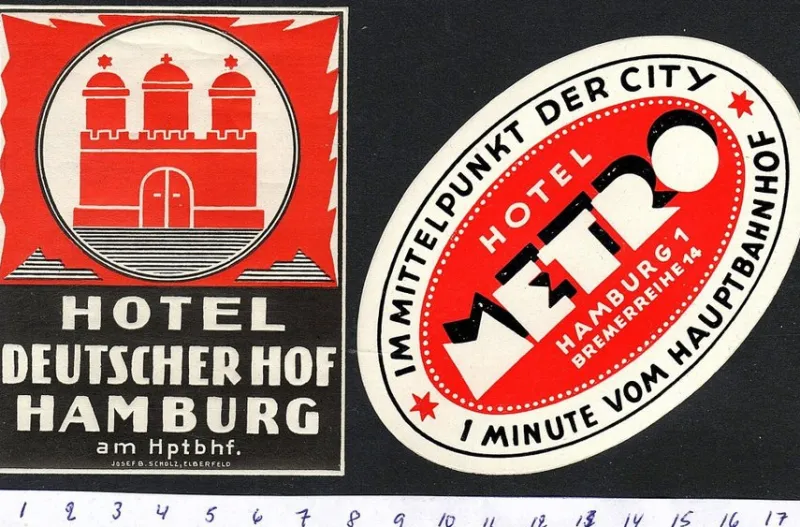 HOTEL
DEUTSCHER HOF
HAMBURG
am Hptbhf.
JOSEF B. SCHOLZ, ELBERFELD
IM MITTELPUNKT DER CITY
HOTEL
METRO
HAMBURG 1
BREMERREIHE 14
1 MINUTE VOM HAUPTBAHNHOF
1 2 3 4 5 6 7 8 9 10 11 12 13 14 15 16 17